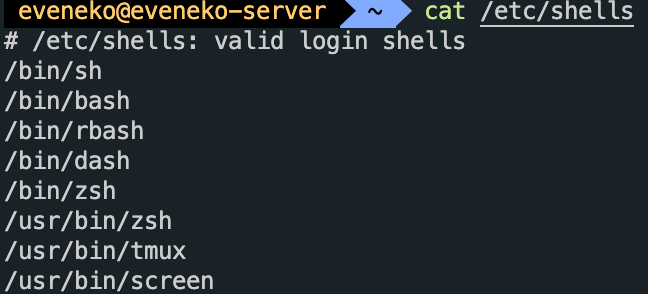 eveneko@eveneko-server ~ cat /etc/shells
# /etc/shells: valid login shells
/bin/sh
/bin/bash
/bin/rbash
/bin/dash
/bin/zsh
/usr/bin/zsh
/usr/bin/tmux
/usr/bin/screen